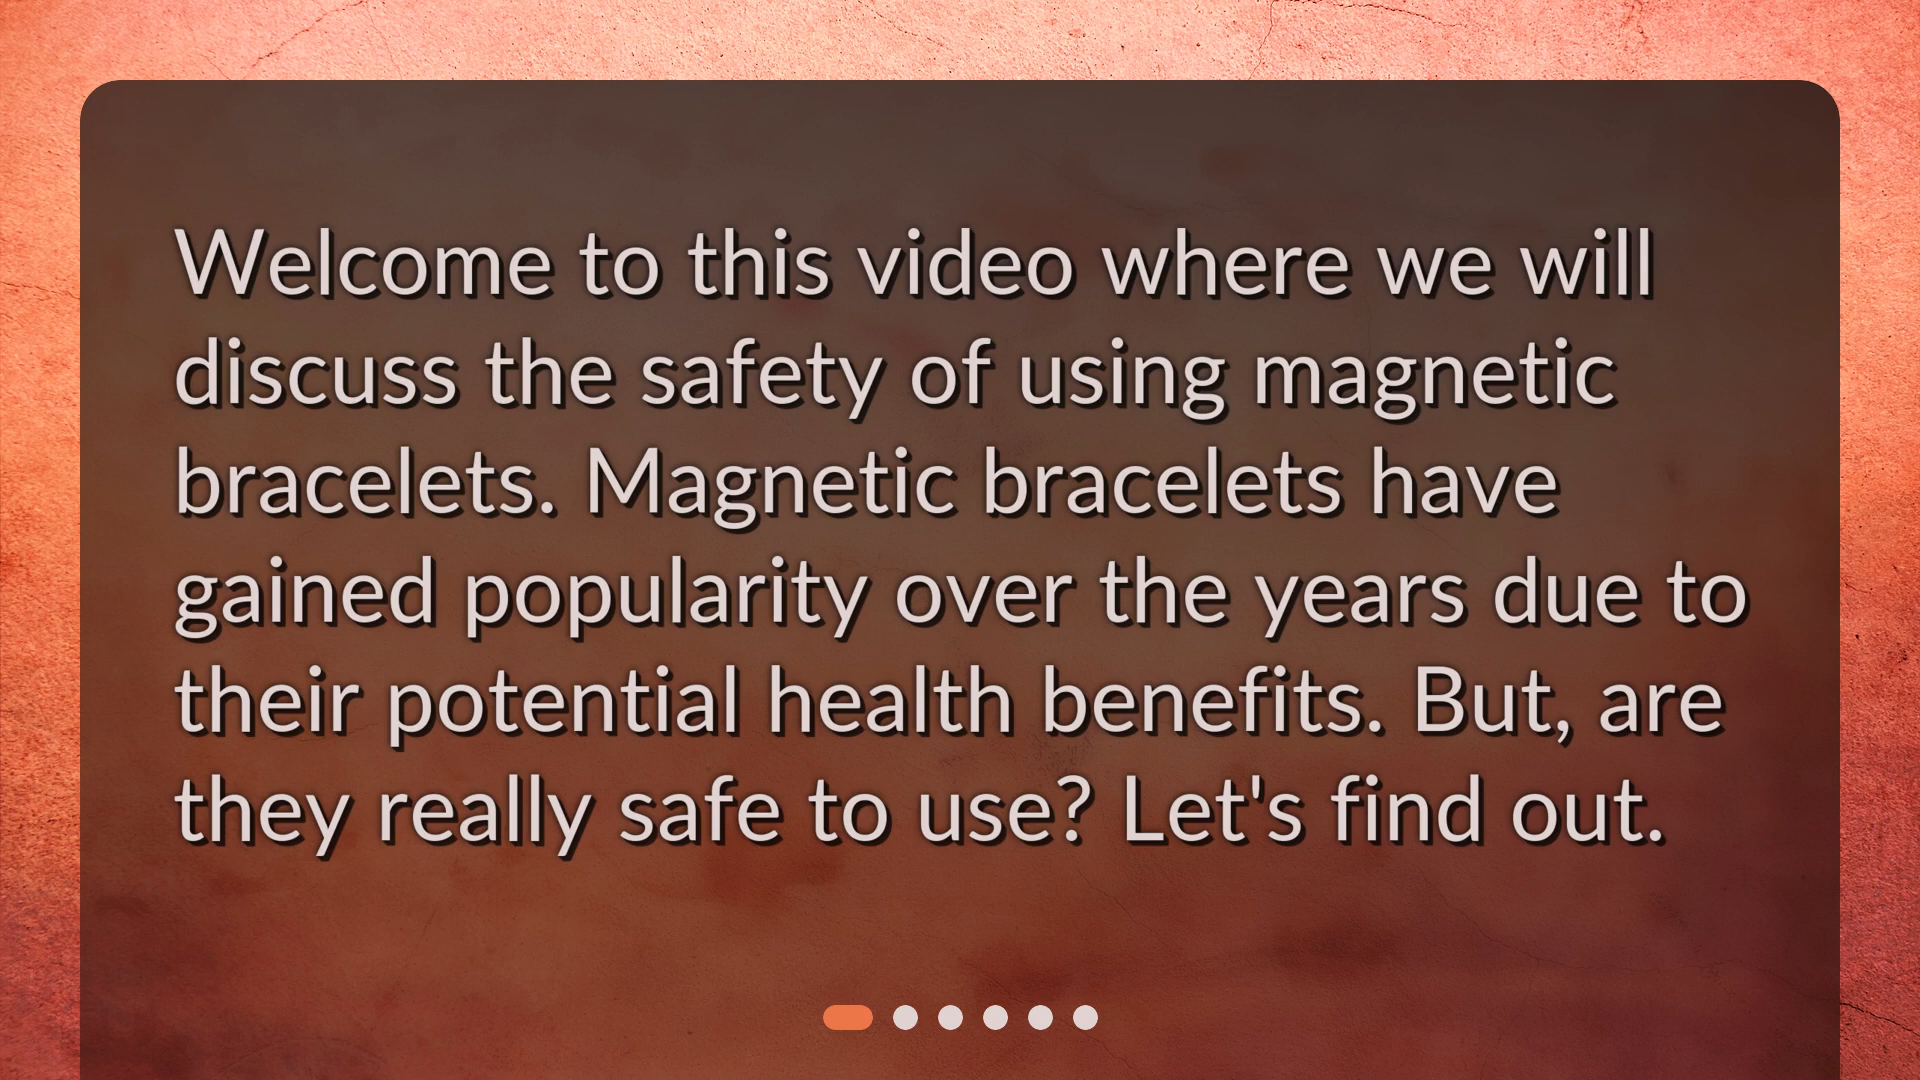 Welcome to this video where we will
discuss the safety of using magnetic
bracelets. Magnetic bracelets have
gained popularity over the years due to
their potential health benefits. But, are
they really safe to use? Let's find out.